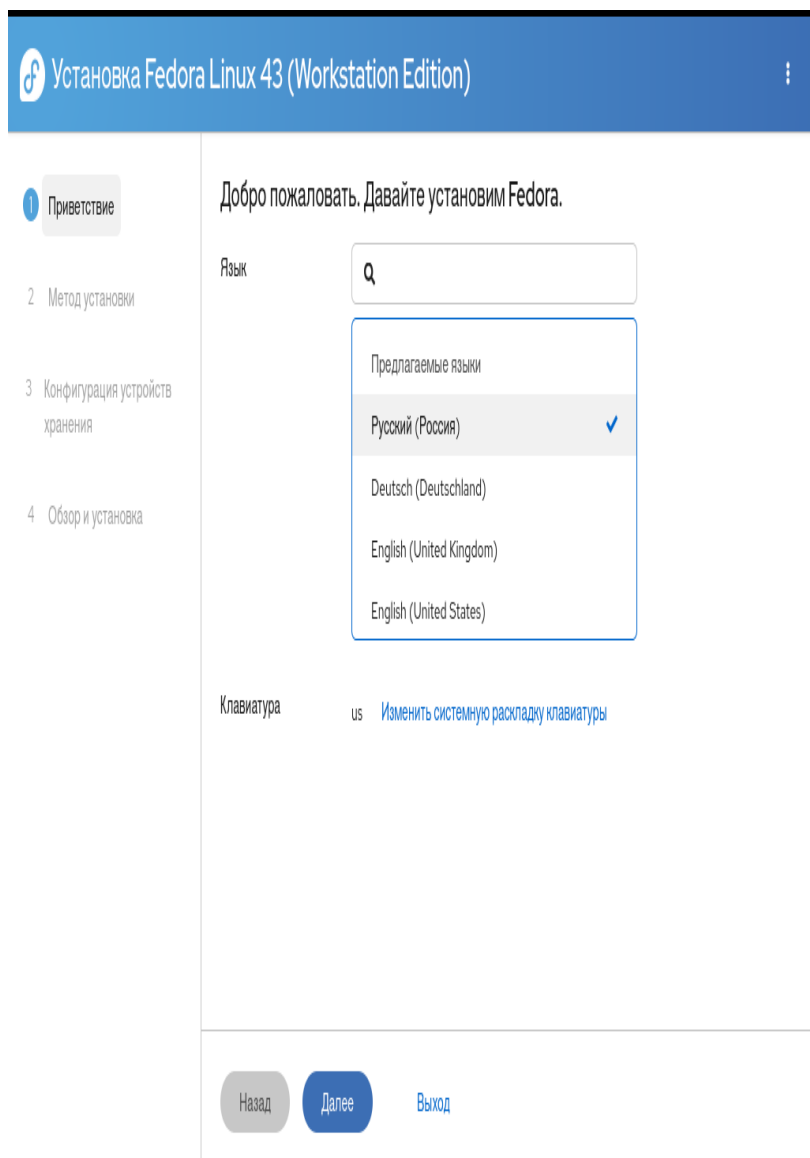 Установка Fedora Linux 43 (Workstation Edition)
1 Приветствие
2 Метод установки
3 Конфигурация устройств
хранения
4 Обзор и установка
Добро пожаловать. Давайте установим Fedora.
Язык
Предлагаемые языки
Русский (Россия)
Deutsch (Deutschland)
English (United Kingdom)
English (United States)
Клавиатура
us Изменить системную раскладку клавиатуры
Назад Далее Выход